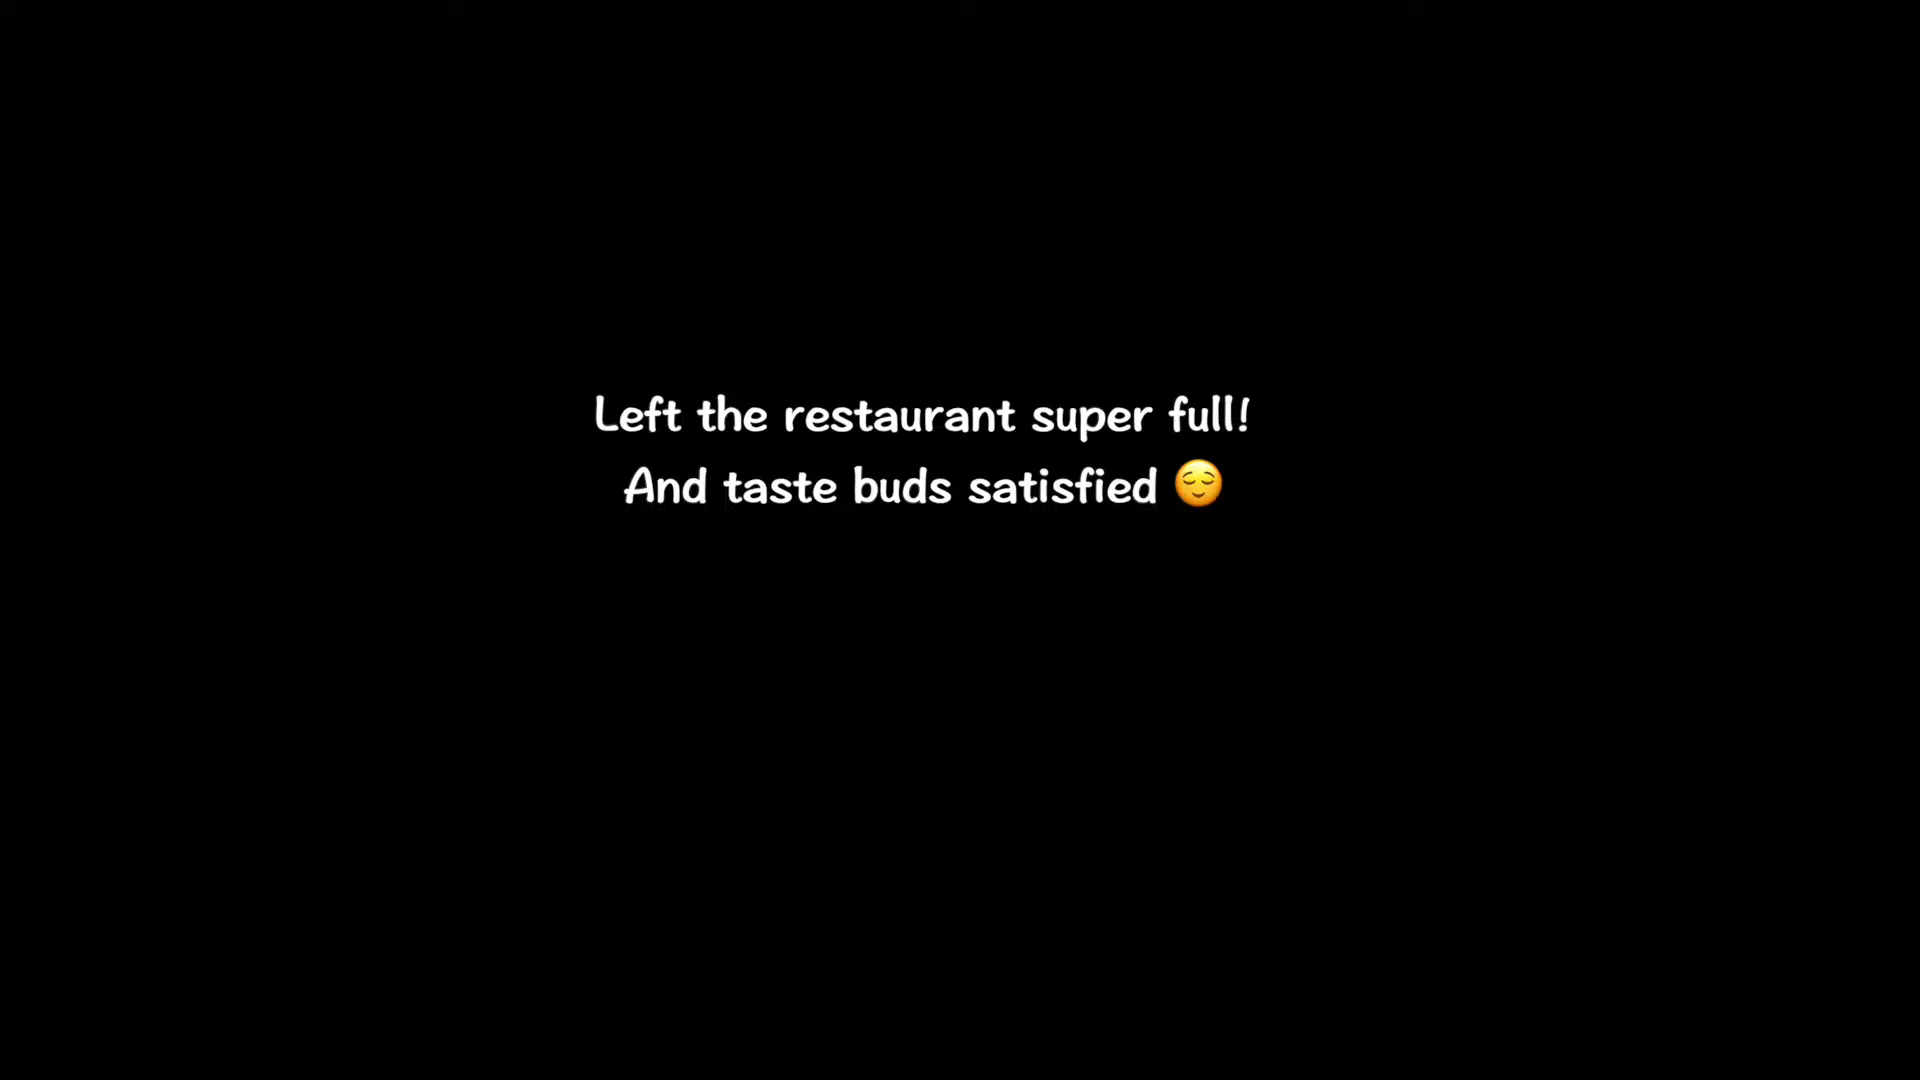 Left the restaurant super full!
And taste buds satisfied 😌